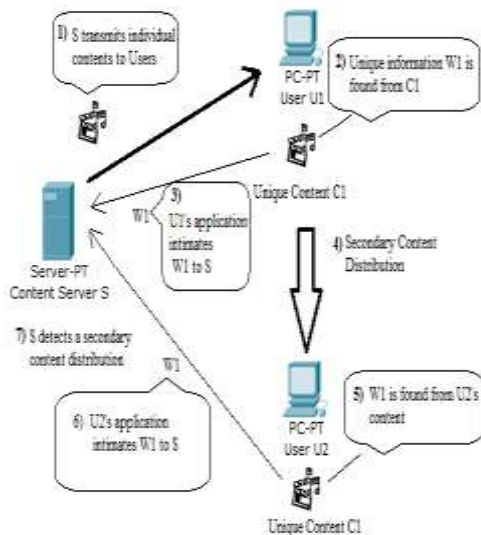 1) S transmits individual
contents to Users
PC-PT
User U1
2) Unique information W1 is
found from C1
Unique Content C1
W1
3)
U1's application
intimates
W1 to S
Server-PT
Content Server S
4) Secondary Content
Distribution
7) S detects a secondary
content distribution
W1
6) U2's application
intimates W1 to S
PC-PT
User U2
5) W1 is found from U2's
content
Unique Content C1